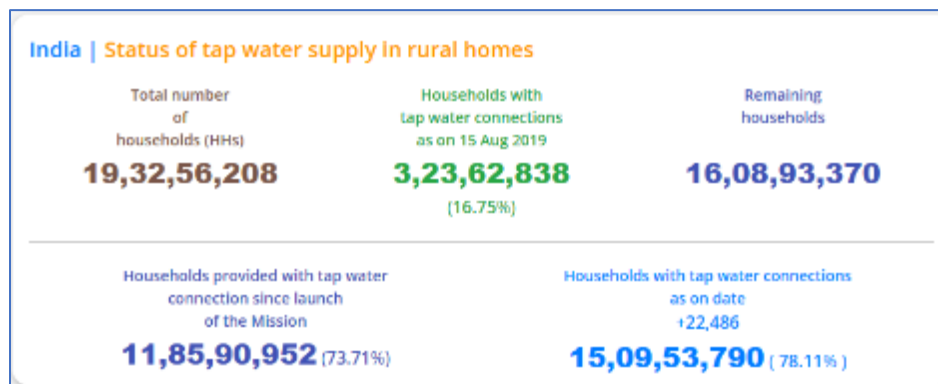 India | Status of tap water supply in rural homes
Total number
of
households (HHs)
19,32,56,208
Households with
tap water connections
as on 15 Aug 2019
3,23,62,838
(16.75%)
Remaining
households
16,08,93,370
Households provided with tap water
connection since launch
of the Mission
11,85,90,952 (73.71%)
Households with tap water connections
as on date
+22,486
15,09,53,790 ( 78.11% )